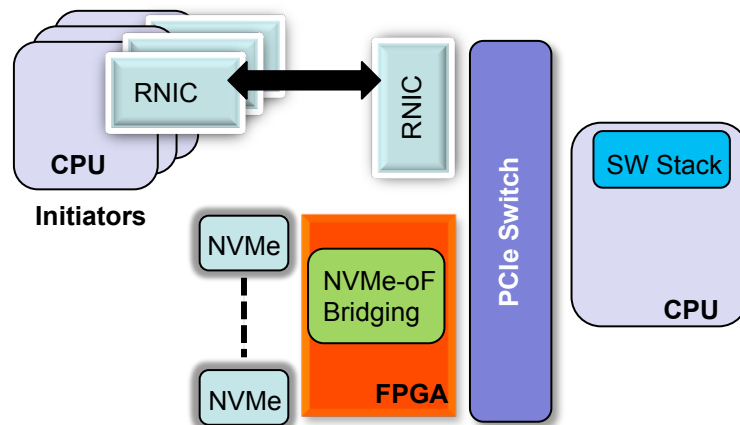 RNIC
CPU
Initiators
RNIC
PCIe Switch
SW Stack
CPU
NVMe
NVMe
NVMe-oF
Bridging
FPGA